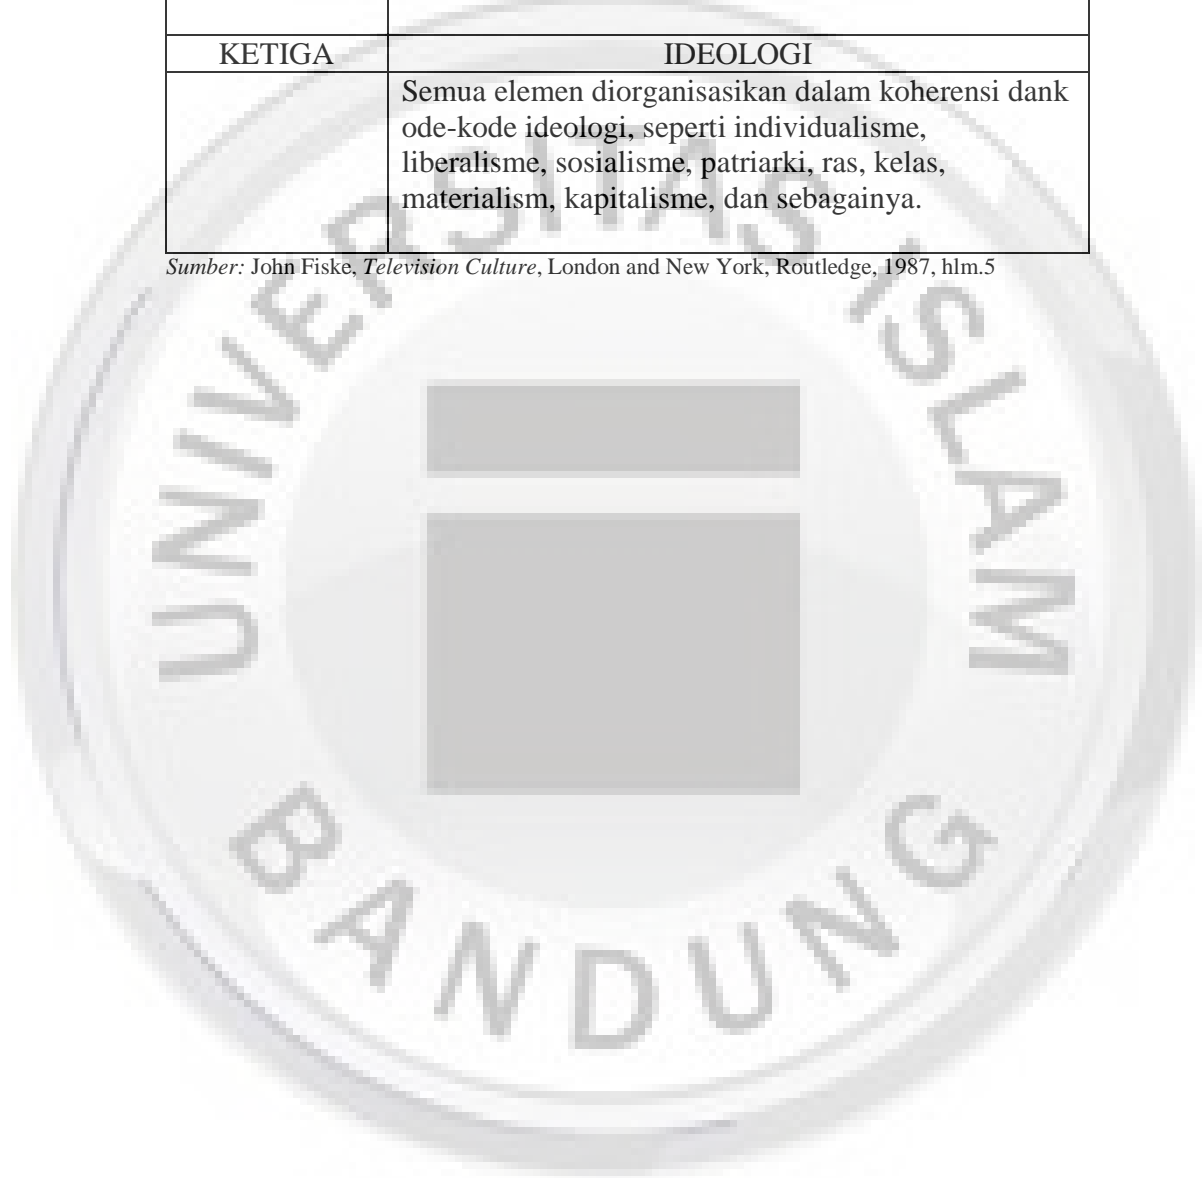 KETIGA IDEOLOGI
Semua elemen diorganisasikan dalam koherensi dank
ode-kode ideologi, seperti individualisme,
liberalisme, sosialisme, patriarki, ras, kelas,
materialism, kapitalisme, dan sebagainya.
Sumber: John Fiske, Television Culture, London and New York, Routledge, 1987, hlm.5
UNIVERSITAS ISLAM
BANDUNG